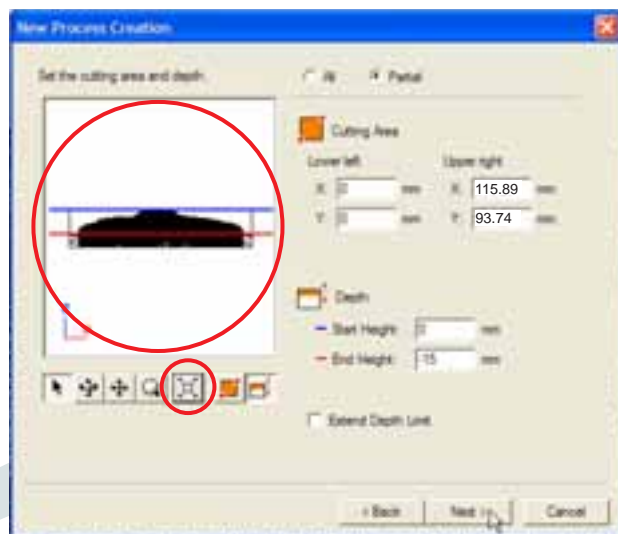 New Process Creation
Set the cutting area and depth.
All Partial
Cutting Area
Lower left Upper right
X: 0 mm X: 115.89 mm
Y: 0 mm Y: 93.74 mm
Depth
Start Height: 0 mm
End Height: -15 mm
Extend Depth Limit
< Back Next >> Cancel